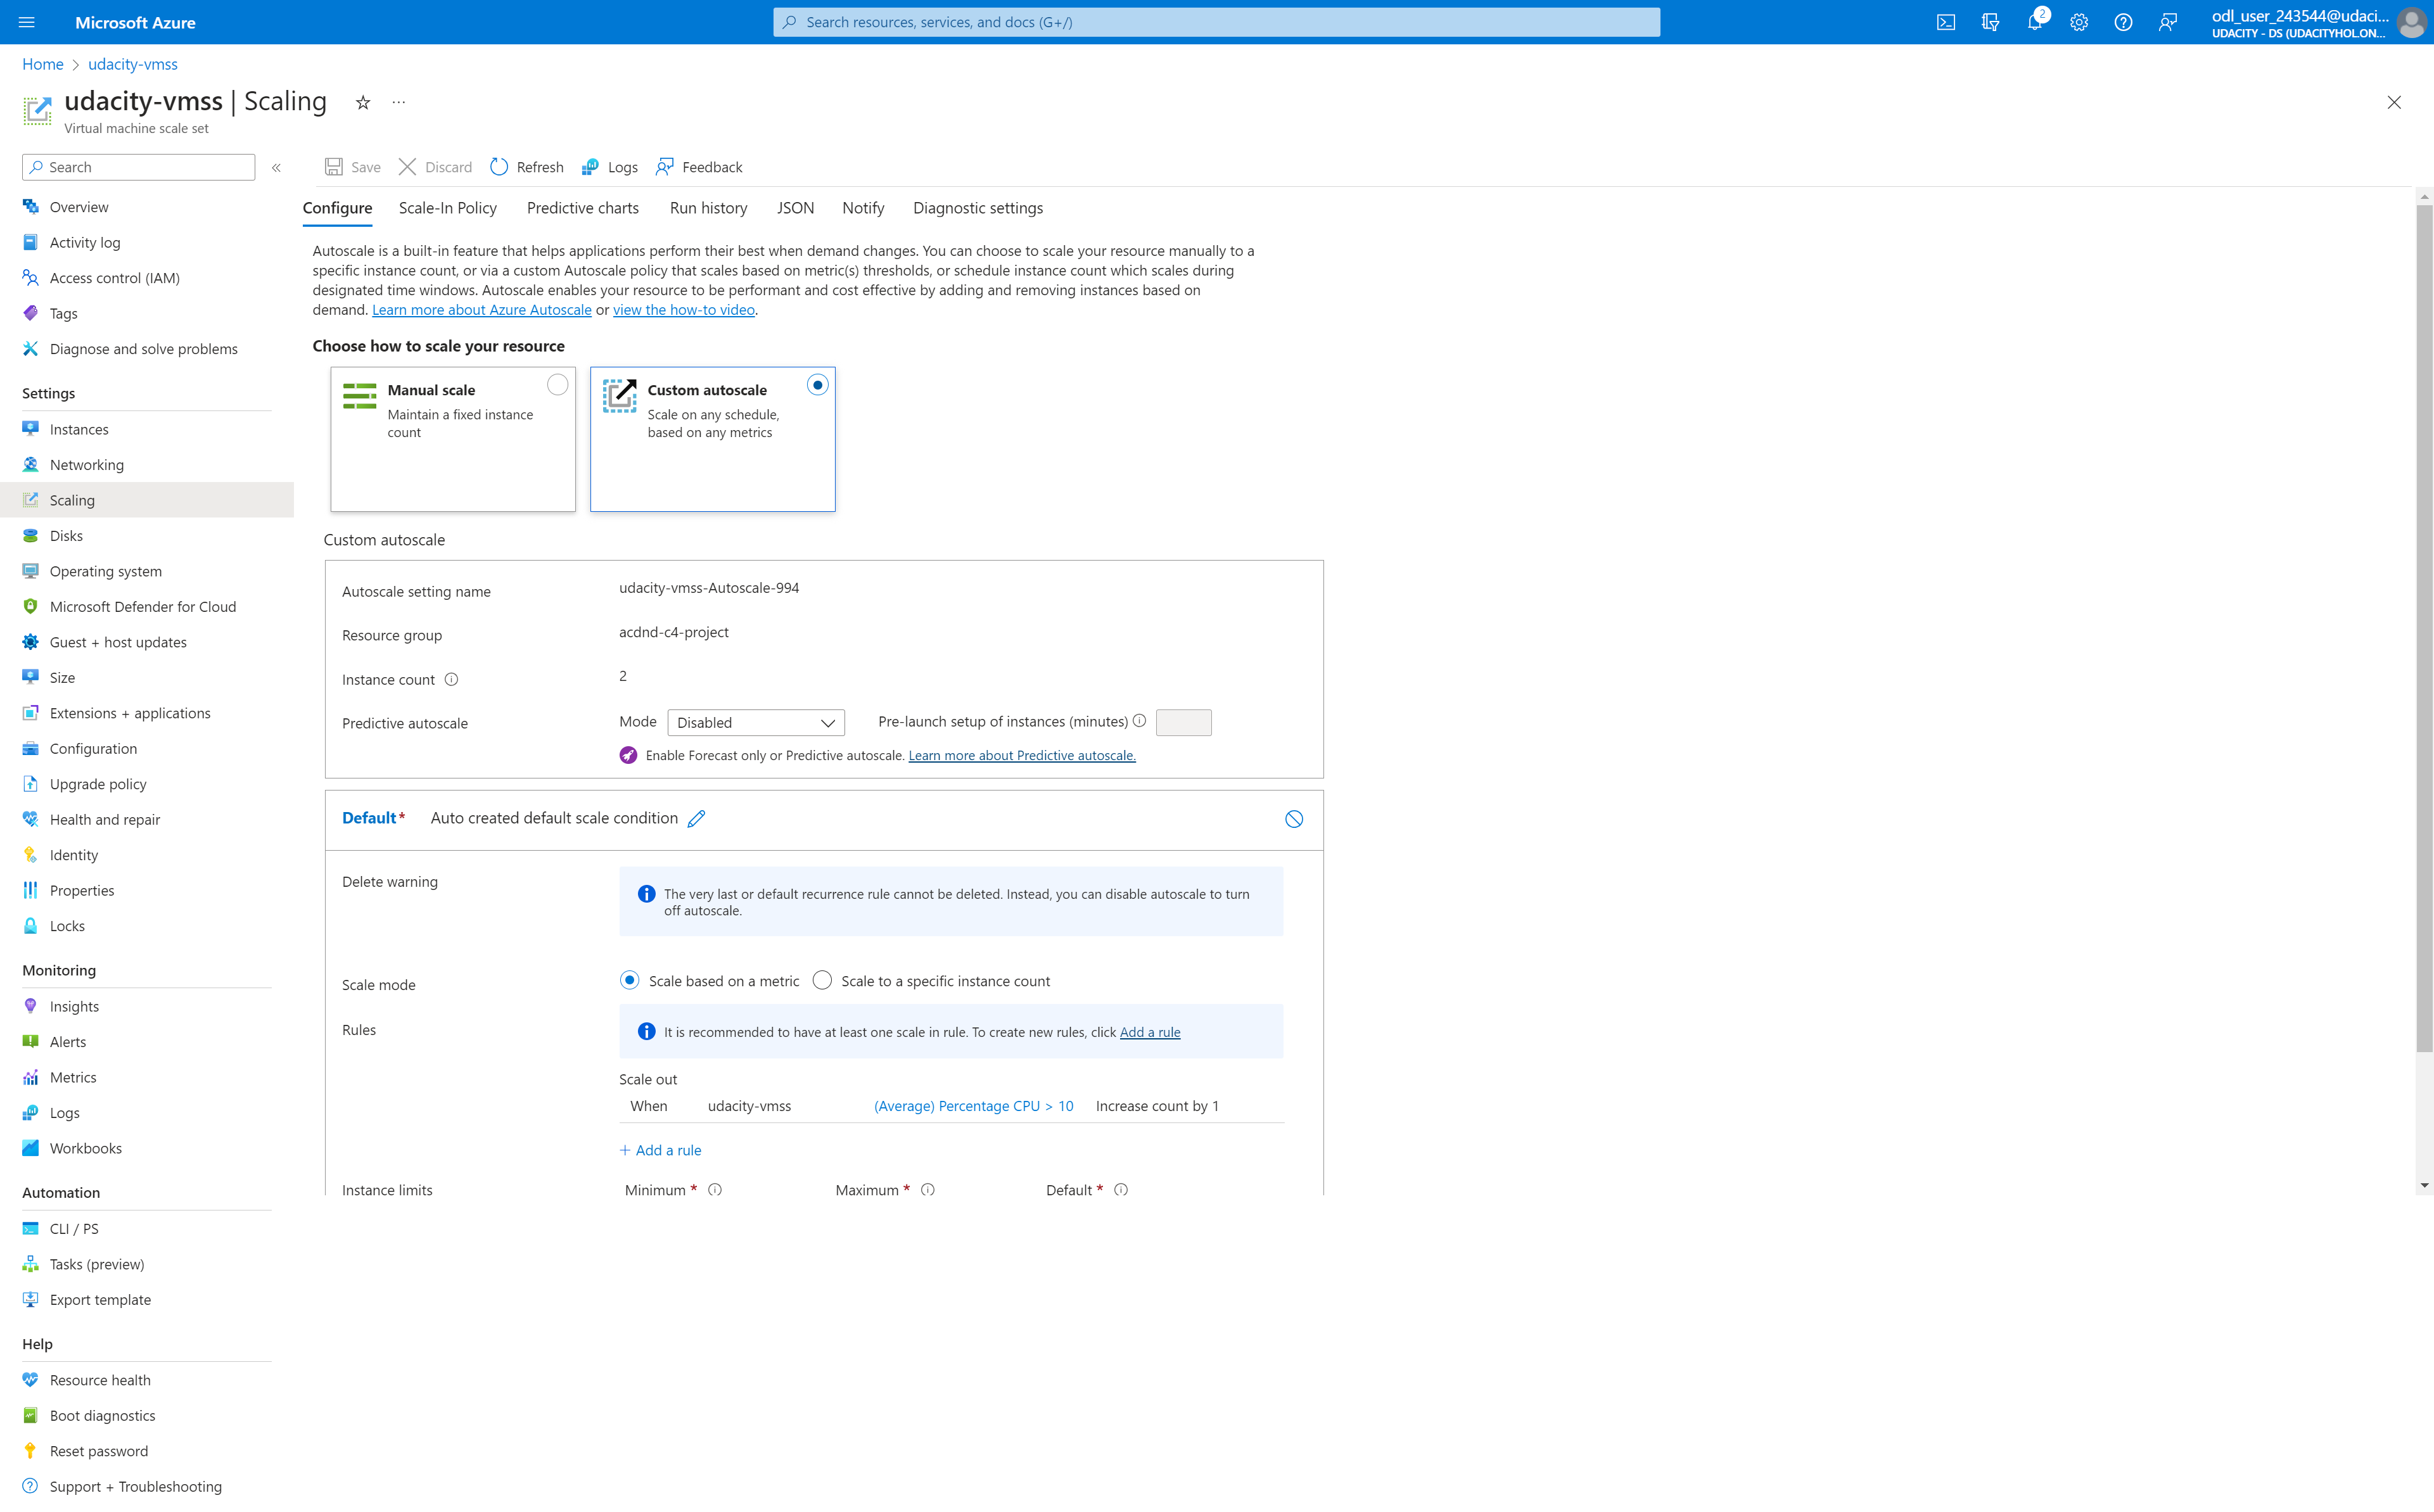 Microsoft Azure
Search resources, services, and docs (G+/)
2
odl_user_243544@udaci...
UDACITY - DS (UDACITYHOL.ON...
Home > udacity-vmss
udacity-vmss | Scaling
...
Virtual machine scale set
Search
«
Save
Discard
Refresh
Logs
Feedback
Overview
Activity log
Access control (IAM)
Tags
Diagnose and solve problems
Settings
Instances
Networking
Scaling
Disks
Operating system
Microsoft Defender for Cloud
Guest + host updates
Size
Extensions + applications
Configuration
Upgrade policy
Health and repair
Identity
Properties
Locks
Monitoring
Insights
Alerts
Metrics
Logs
Workbooks
Automation
CLI / PS
Tasks (preview)
Export template
Help
Resource health
Boot diagnostics
Reset password
Support + Troubleshooting
Configure
Scale-In Policy
Predictive charts
Run history
JSON
Notify
Diagnostic settings
Autoscale is a built-in feature that helps applications perform their best when demand changes. You can choose to scale your resource manually to a
specific instance count, or via a custom Autoscale policy that scales based on metric(s) thresholds, or schedule instance count which scales during
designated time windows. Autoscale enables your resource to be performant and cost effective by adding and removing instances based on
demand. Learn more about Azure Autoscale or view the how-to video.
Choose how to scale your resource
Manual scale
Maintain a fixed instance
count
Custom autoscale
Scale on any schedule,
based on any metrics
Custom autoscale
Autoscale setting name
udacity-vmss-Autoscale-994
Resource group
acdnd-c4-project
Instance count
2
Predictive autoscale
Mode
Disabled
Pre-launch setup of instances (minutes)
Enable Forecast only or Predictive autoscale. Learn more about Predictive autoscale.
Default*
Auto created default scale condition
Delete warning
The very last or default recurrence rule cannot be deleted. Instead, you can disable autoscale to turn
off autoscale.
Scale mode
Scale based on a metric
Scale to a specific instance count
Rules
It is recommended to have at least one scale in rule. To create new rules, click Add a rule
Scale out
When udacity-vmss (Average) Percentage CPU > 10 Increase count by 1
+ Add a rule
Instance limits
Minimum *
Maximum *
Default *